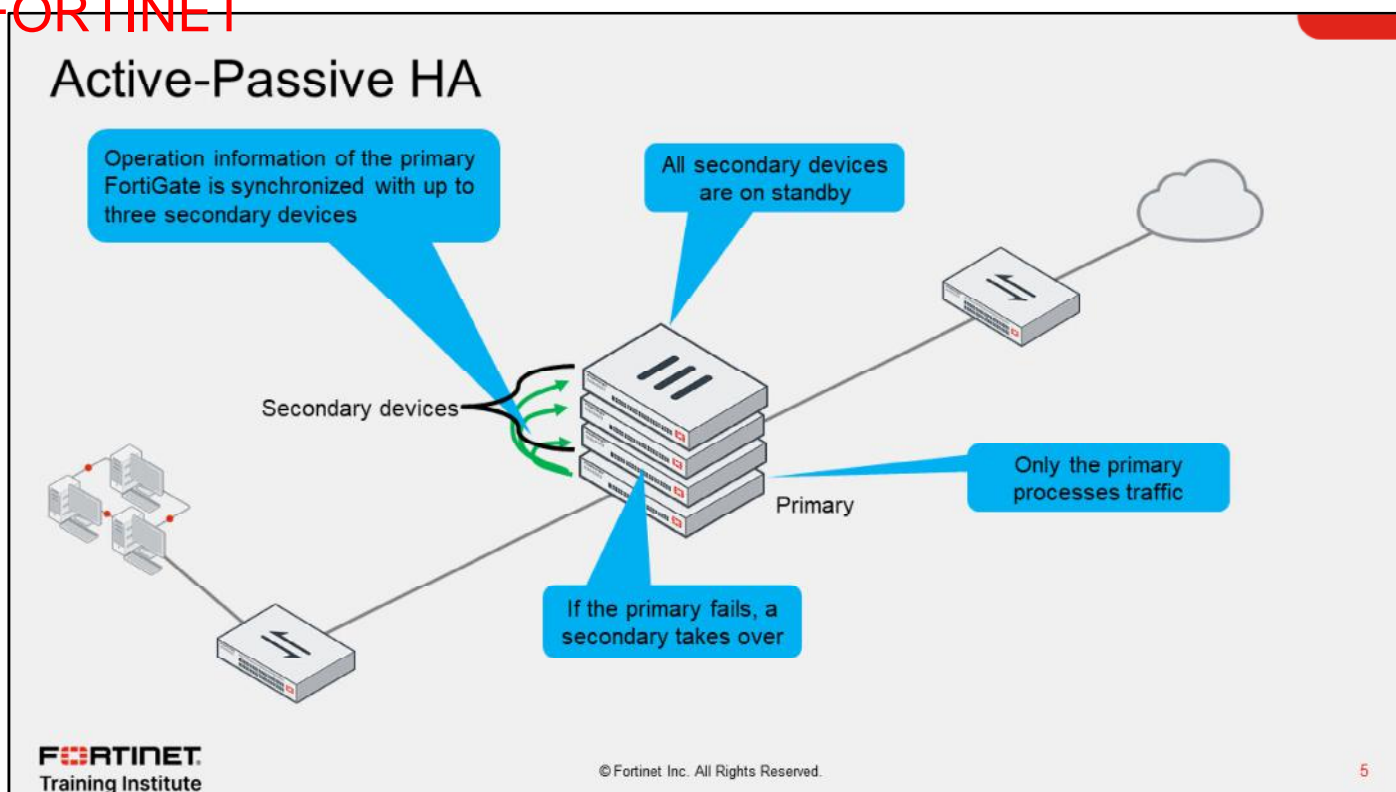 FORTINET
Active-Passive HA
Operation information of the primary
FortiGate is synchronized with up to
three secondary devices
All secondary devices
are on standby
Secondary devices
Only the primary
processes traffic
Primary
If the primary fails, a
secondary takes over
FORTINET
Training Institute
© Fortinet Inc. All Rights Reserved.
5